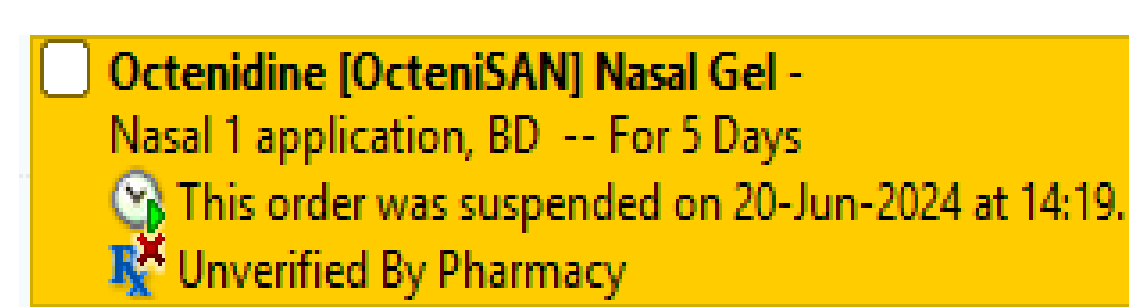 Octenidine [OcteniSAN] Nasal Gel -
Nasal 1 application, BD -- For 5 Days
This order was suspended on 20-Jun-2024 at 14:19.
Rx Unverified By Pharmacy